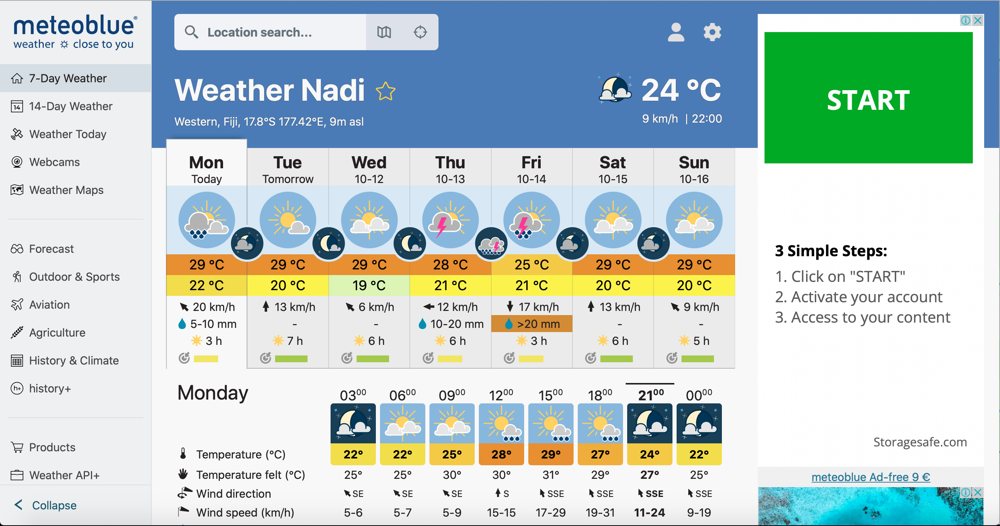 meteoblue®
weather close to you
7-Day Weather
14
14-Day Weather
Weather Today
Webcams
Weather Maps
Forecast
Outdoor & Sports
Aviation
Agriculture
History & Climate
h+
history+
Products
Weather API+
Collapse
Location search...
Weather Nadi
24 °C
Western, Fiji, 17.8°S 177.42°E, 9m asl
9 km/h | 22:00
Mon Tue Wed Thu Fri Sat Sun
Today Tomorrow 10-12 10-13 10-14 10-15 10-16
29 °C 29 °C 29 °C 28 °C 25 °C 29 °C 29 °C
22 °C 20 °C 19 °C 21 °C 21 °C 20 °C 20 °C
20 km/h 13 km/h 6 km/h 12 km/h 17 km/h 13 km/h 9 km/h
5-10 mm - - 10-20 mm >20 mm - -
3 h 7 h 6 h 6 h 3 h 6 h 5 h
Monday 03⁰⁰ 06⁰⁰ 09⁰⁰ 12⁰⁰ 15⁰⁰ 18⁰⁰ 21⁰⁰ 00⁰⁰
Temperature (°C) 22° 22° 25° 28° 29° 27° 24° 22°
Temperature felt (°C) 25° 25° 30° 30° 31° 29° 27° 25°
Wind direction SE SE SE S SSE SSE SSE SSE
Wind speed (km/h) 5-6 5-7 5-9 15-15 17-29 19-31 11-24 9-19
START
3 Simple Steps:
1. Click on "START"
2. Activate your account
3. Access to your content
Storagesafe.com
meteoblue Ad-free 9 €